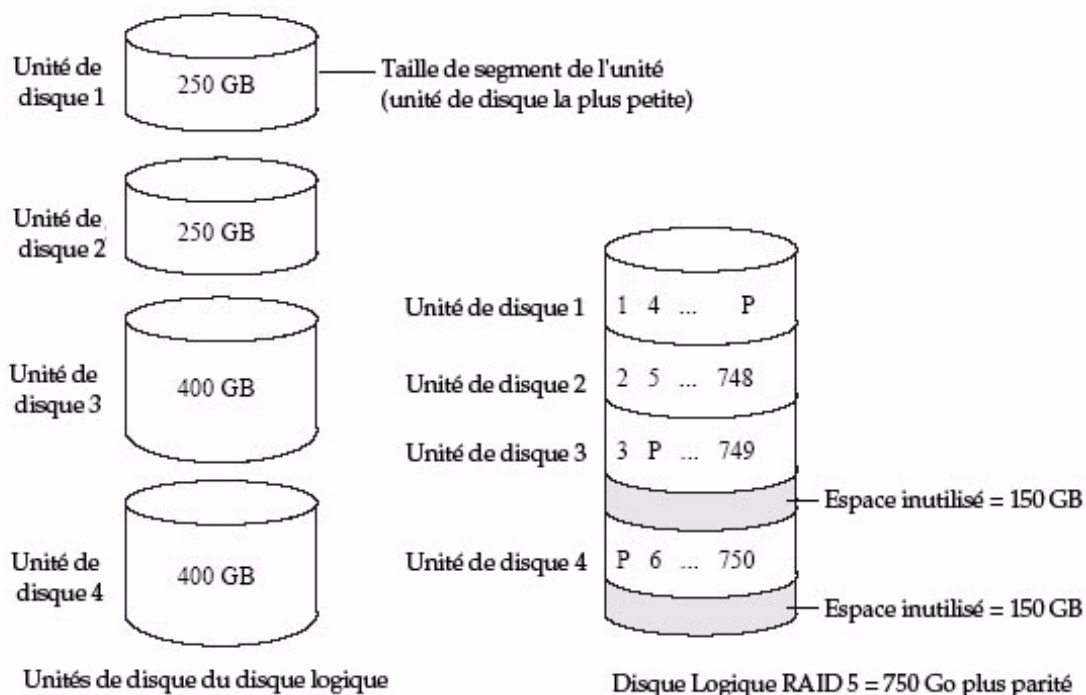 Unité de
disque 1
250 GB
Taille de segment de l'unité
(unité de disque la plus petite)
Unité de
disque 2
250 GB
Unité de
disque 3
400 GB
Unité de
disque 4
400 GB
Unités de disque du disque logique
Unité de disque 1
1 4 ... P
Unité de disque 2
2 5 ... 748
Unité de disque 3
3 P ... 749
Espace inutilisé = 150 GB
Unité de disque 4
P 6 ... 750
Espace inutilisé = 150 GB
Disque Logique RAID 5 = 750 Go plus parité